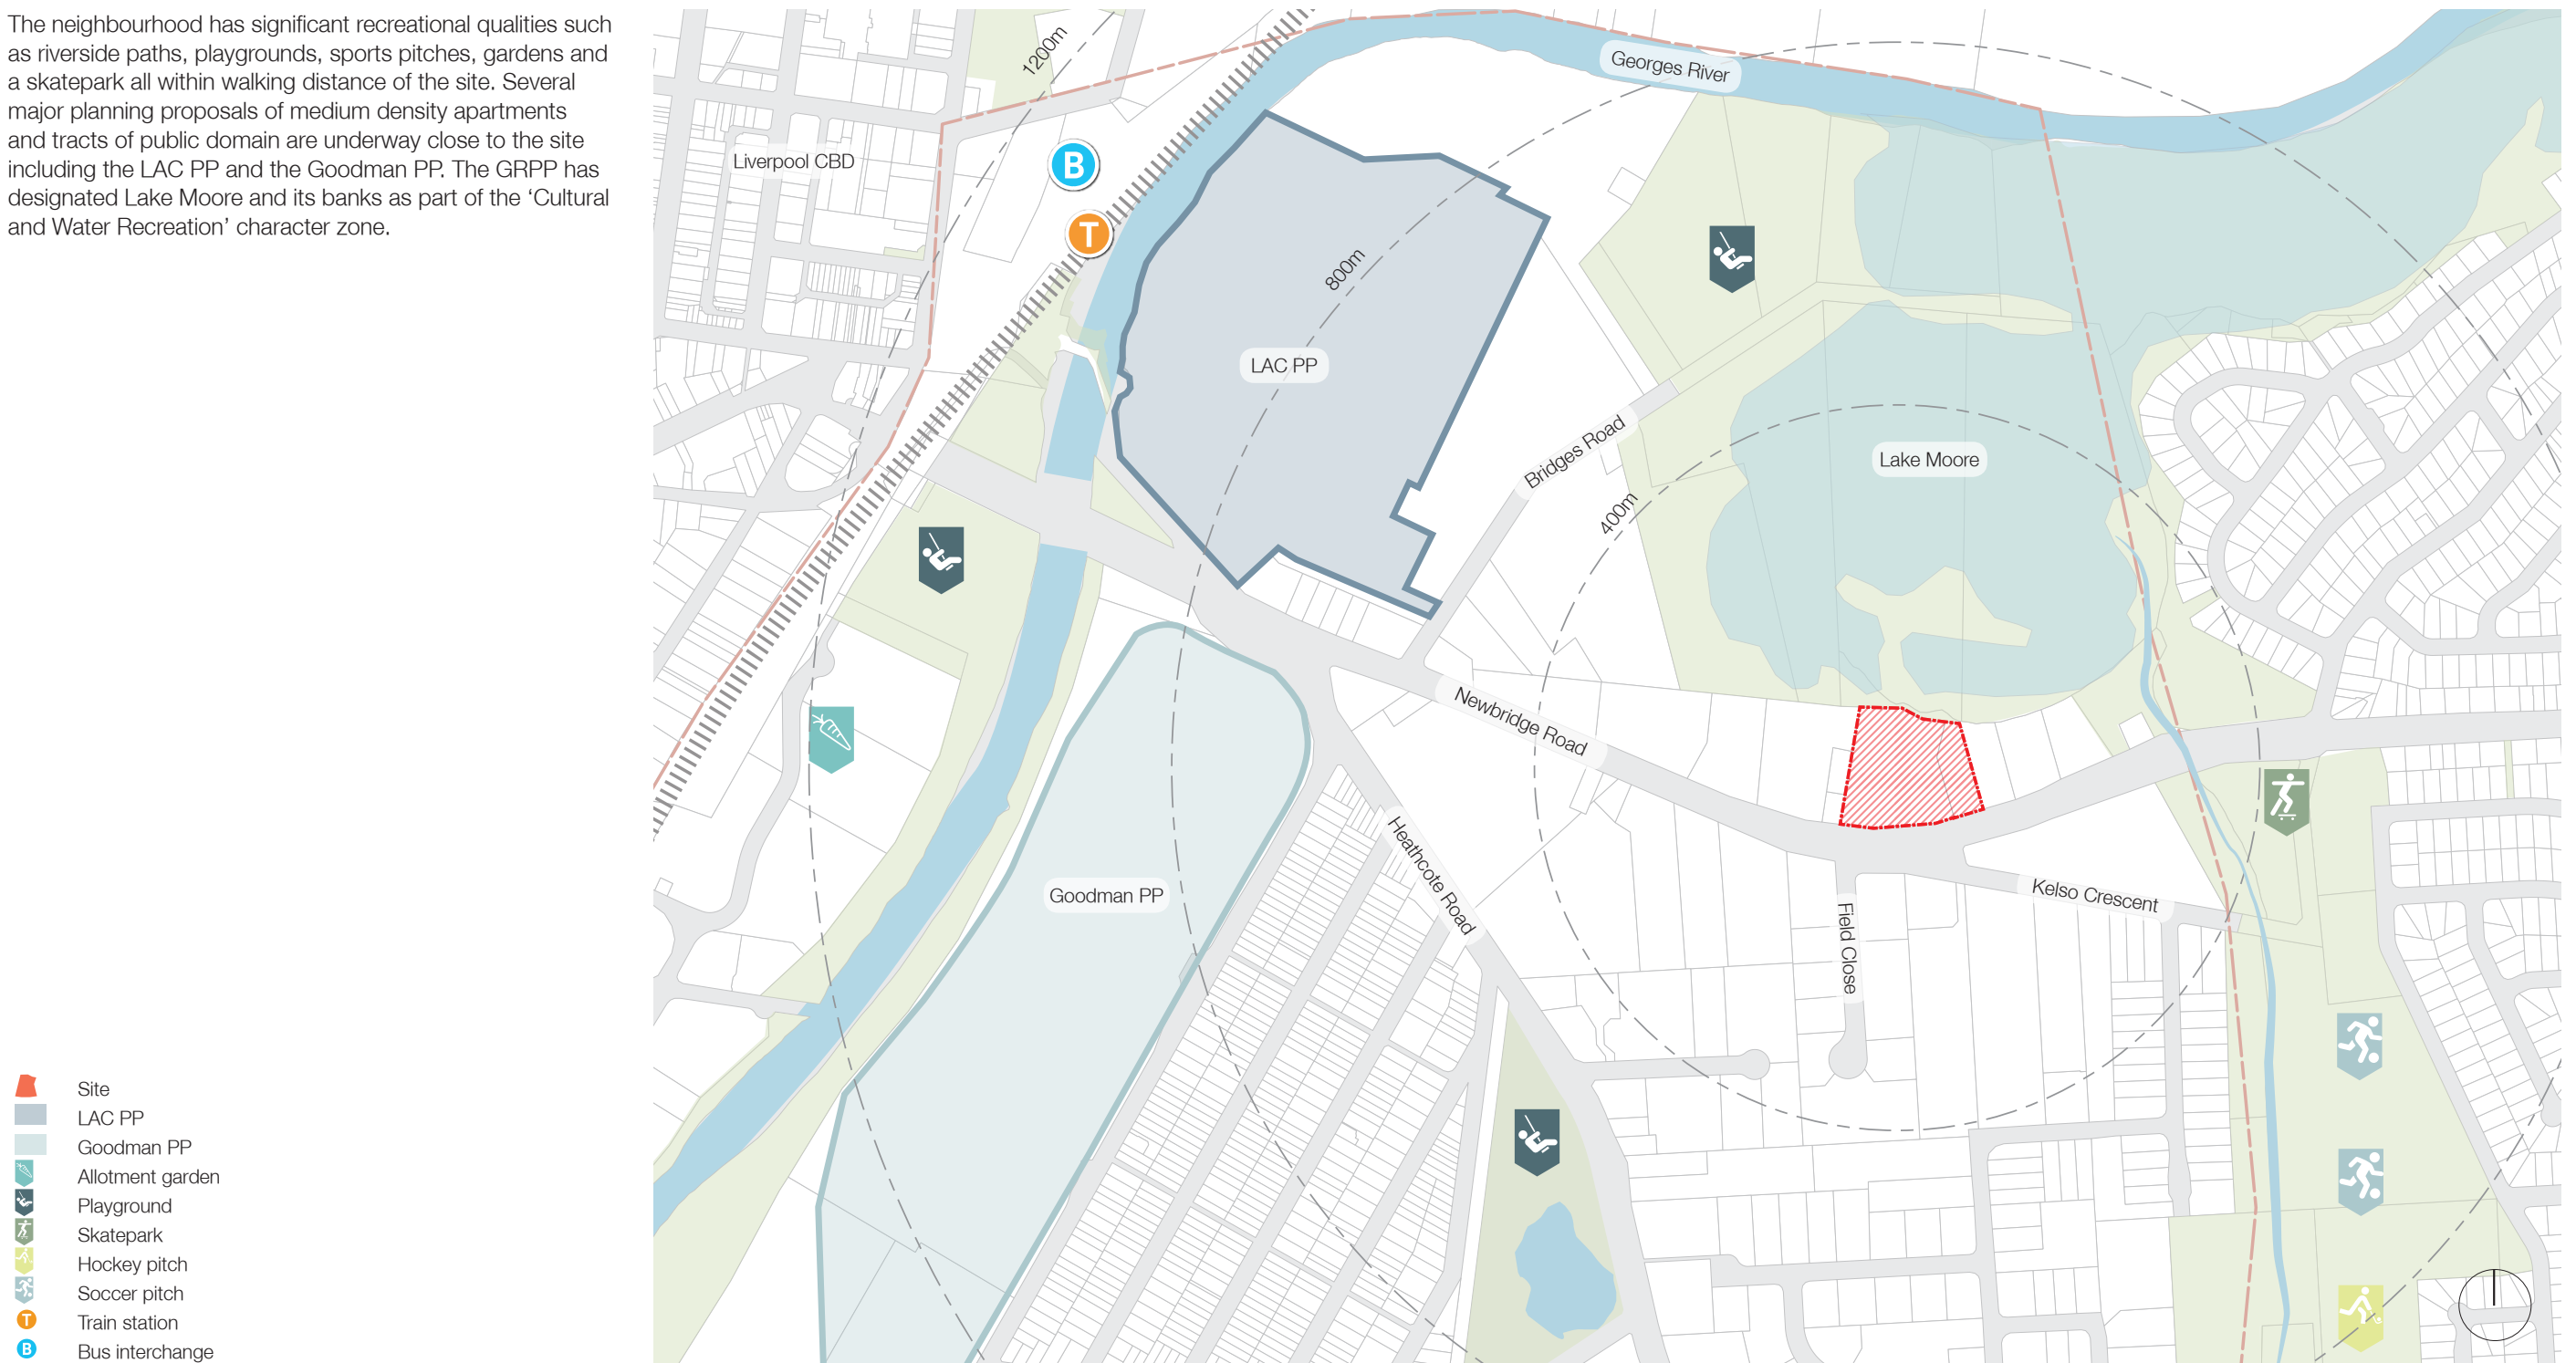 The neighbourhood has significant recreational qualities such
as riverside paths, playgrounds, sports pitches, gardens and
a skatepark all within walking distance of the site. Several
major planning proposals of medium density apartments
and tracts of public domain are underway close to the site
including the LAC PP and the Goodman PP. The GRPP has
designated Lake Moore and its banks as part of the ‘Cultural
and Water Recreation’ character zone.
1200m
Georges River
Liverpool CBD
B
T
800m
LAC PP
Bridges Road
Lake Moore
400m
Newbridge Road
Heathcote Road
Goodman PP
Kelso Crescent
Field Close
Site
LAC PP
Goodman PP
Allotment garden
Playground
Skatepark
Hockey pitch
Soccer pitch
T Train station
B Bus interchange